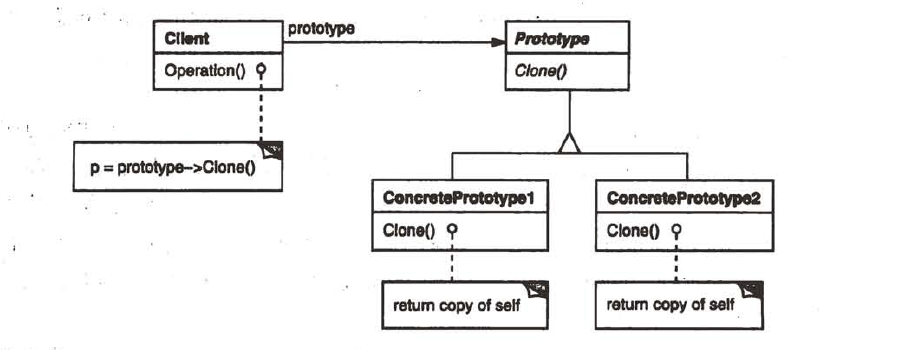 Client
Operation()
prototype
Prototype
Clone()
p = prototype->Clone()
ConcretePrototype1
Clone()
return copy of self
ConcretePrototype2
Clone()
return copy of self